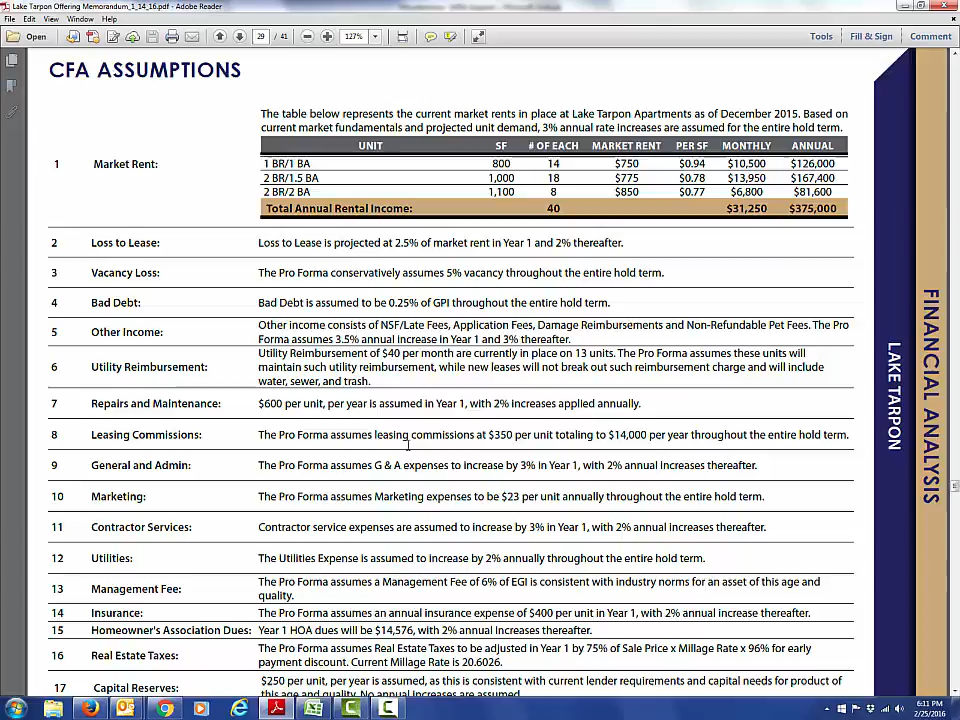 Lake Tarpon Offering Memorandum_1_14_16.pdf - Adobe Reader
File Edit View Window Help
Open 29 / 41 127% Tools Fill & Sign Comment
CFA ASSUMPTIONS
The table below represents the current market rents in place at Lake Tarpon Apartments as of December 2015. Based on
current market fundamentals and projected unit demand, 3% annual rate increases are assumed for the entire hold term.
UNIT SF # OF EACH MARKET RENT PER SF MONTHLY ANNUAL
1 Market Rent:
1 BR/1 BA 800 14 $750 $0.94 $10,500 $126,000
2 BR/1.5 BA 1,000 18 $775 $0.78 $13,950 $167,400
2 BR/2 BA 1,100 8 $850 $0.77 $6,800 $81,600
Total Annual Rental Income: 40 $31,250 $375,000
2 Loss to Lease: Loss to Lease is projected at 2.5% of market rent in Year 1 and 2% thereafter.
3 Vacancy Loss: The Pro Forma conservatively assumes 5% vacancy throughout the entire hold term.
4 Bad Debt: Bad Debt is assumed to be 0.25% of GPI throughout the entire hold term.
5 Other Income: Other income consists of NSF/Late Fees, Application Fees, Damage Reimbursements and Non-Refundable Pet Fees. The Pro
Forma assumes 3.5% annual increase in Year 1 and 3% thereafter.
6 Utility Reimbursement: Utility Reimbursement of $40 per month are currently in place on 13 units. The Pro Forma assumes these units will
maintain such utility reimbursement, while new leases will not break out such reimbursement charge and will include
water, sewer, and trash.
7 Repairs and Maintenance: $600 per unit, per year is assumed in Year 1, with 2% increases applied annually.
8 Leasing Commissions: The Pro Forma assumes leasing commissions at $350 per unit totaling to $14,000 per year throughout the entire hold term.
9 General and Admin: The Pro Forma assumes G & A expenses to increase by 3% in Year 1, with 2% annual increases thereafter.
10 Marketing: The Pro Forma assumes Marketing expenses to be $23 per unit annually throughout the entire hold term.
11 Contractor Services: Contractor service expenses are assumed to increase by 3% in Year 1, with 2% annual increases thereafter.
12 Utilities: The Utilities Expense is assumed to increase by 2% annually throughout the entire hold term.
13 Management Fee: The Pro Forma assumes a Management Fee of 6% of EGI is consistent with industry norms for an asset of this age and
quality.
14 Insurance: The Pro Forma assumes an annual insurance expense of $400 per unit in Year 1, with 2% annual increase thereafter.
15 Homeowner's Association Dues: Year 1 HOA dues will be $14,576, with 2% annual increases thereafter.
16 Real Estate Taxes: The Pro Forma assumes Real Estate Taxes to be adjusted in Year 1 by 75% of Sale Price x Millage Rate x 96% for early
payment discount. Current Millage Rate is 20.6026.
17 Capital Reserves: $250 per unit, per year is assumed, as this is consistent with current lender requirements and capital needs for product of
this age and quality. No annual increases are assumed.
LAKE TARPON
FINANCIAL ANALYSIS
6:11 PM
2/25/2016